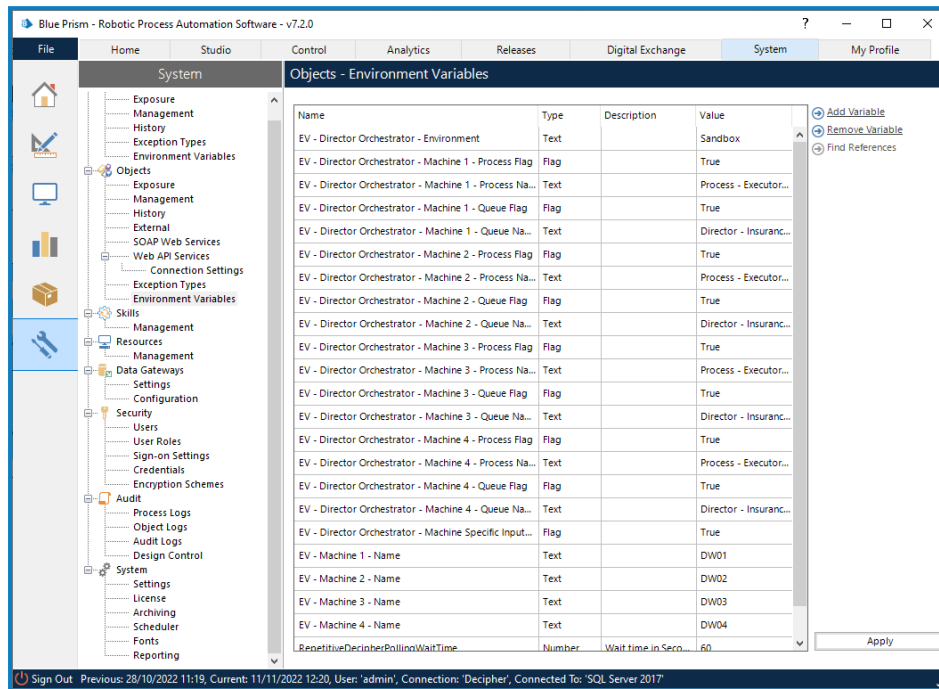 Blue Prism - Robotic Process Automation Software - v7.2.0
?
File Home Studio Control Analytics Releases Digital Exchange System My Profile
System
Exposure
Management
History
Exception Types
Environment Variables
Objects
Exposure
Management
History
External
SOAP Web Services
Web API Services
Connection Settings
Exception Types
Environment Variables
Skills
Management
Resources
Management
Data Gateways
Settings
Configuration
Security
Users
User Roles
Sign-on Settings
Credentials
Encryption Schemes
Audit
Process Logs
Object Logs
Audit Logs
Design Control
System
Settings
License
Archiving
Scheduler
Fonts
Reporting
Objects - Environment Variables
Name Type Description Value
EV - Director Orchestrator - Environment Text Sandbox
EV - Director Orchestrator - Machine 1 - Process Flag Flag True
EV - Director Orchestrator - Machine 1 - Process Na... Text Process - Executor...
EV - Director Orchestrator - Machine 1 - Queue Flag Flag True
EV - Director Orchestrator - Machine 1 - Queue Na... Text Director - Insuranc...
EV - Director Orchestrator - Machine 2 - Process Flag Flag True
EV - Director Orchestrator - Machine 2 - Process Na... Text Process - Executor...
EV - Director Orchestrator - Machine 2 - Queue Flag Flag True
EV - Director Orchestrator - Machine 2 - Queue Na... Text Director - Insuranc...
EV - Director Orchestrator - Machine 3 - Process Flag Flag True
EV - Director Orchestrator - Machine 3 - Process Na... Text Process - Executor...
EV - Director Orchestrator - Machine 3 - Queue Flag Flag True
EV - Director Orchestrator - Machine 3 - Queue Na... Text Director - Insuranc...
EV - Director Orchestrator - Machine 4 - Process Flag Flag True
EV - Director Orchestrator - Machine 4 - Process Na... Text Process - Executor...
EV - Director Orchestrator - Machine 4 - Queue Flag Flag True
EV - Director Orchestrator - Machine 4 - Queue Na... Text Director - Insuranc...
EV - Director Orchestrator - Machine Specific Input... Flag True
EV - Machine 1 - Name Text DW01
EV - Machine 2 - Name Text DW02
EV - Machine 3 - Name Text DW03
EV - Machine 4 - Name Text DW04
RepetitiveDecipherPollingWaitTime Number Wait time in Seco... 60
Add Variable
Remove Variable
Find References
Apply
Sign Out Previous: 28/10/2022 11:19, Current: 11/11/2022 12:20, User: 'admin', Connection: 'Decipher', Connected To: 'SQL Server 2017'